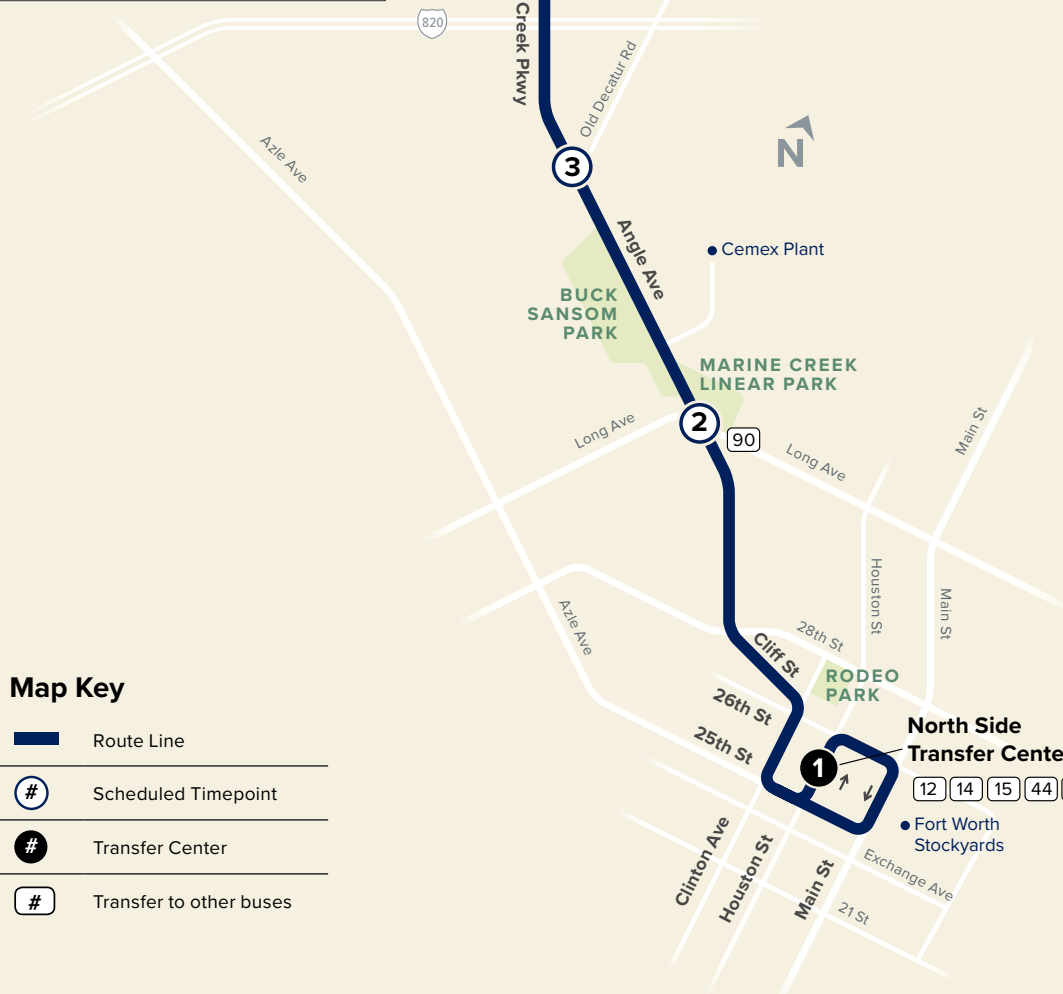 820
Creek Pkwy
Old Decatur Rd
Azle Ave
N
3
Angle Ave
Cemex Plant
BUCK
SANSOM
PARK
MARINE CREEK
LINEAR PARK
2
90
Long Ave
Long Ave
Main St
Houston St
Main St
Azle Ave
28th St
Cliff St
RODEO
PARK
26th St
25th St
North Side
Transfer Cente
1
12 14 15 44
Fort Worth
Stockyards
Clinton Ave
Houston St
Main St
Exchange Ave
21 St
Map Key
Route Line
# Scheduled Timepoint
# Transfer Center
# Transfer to other buses